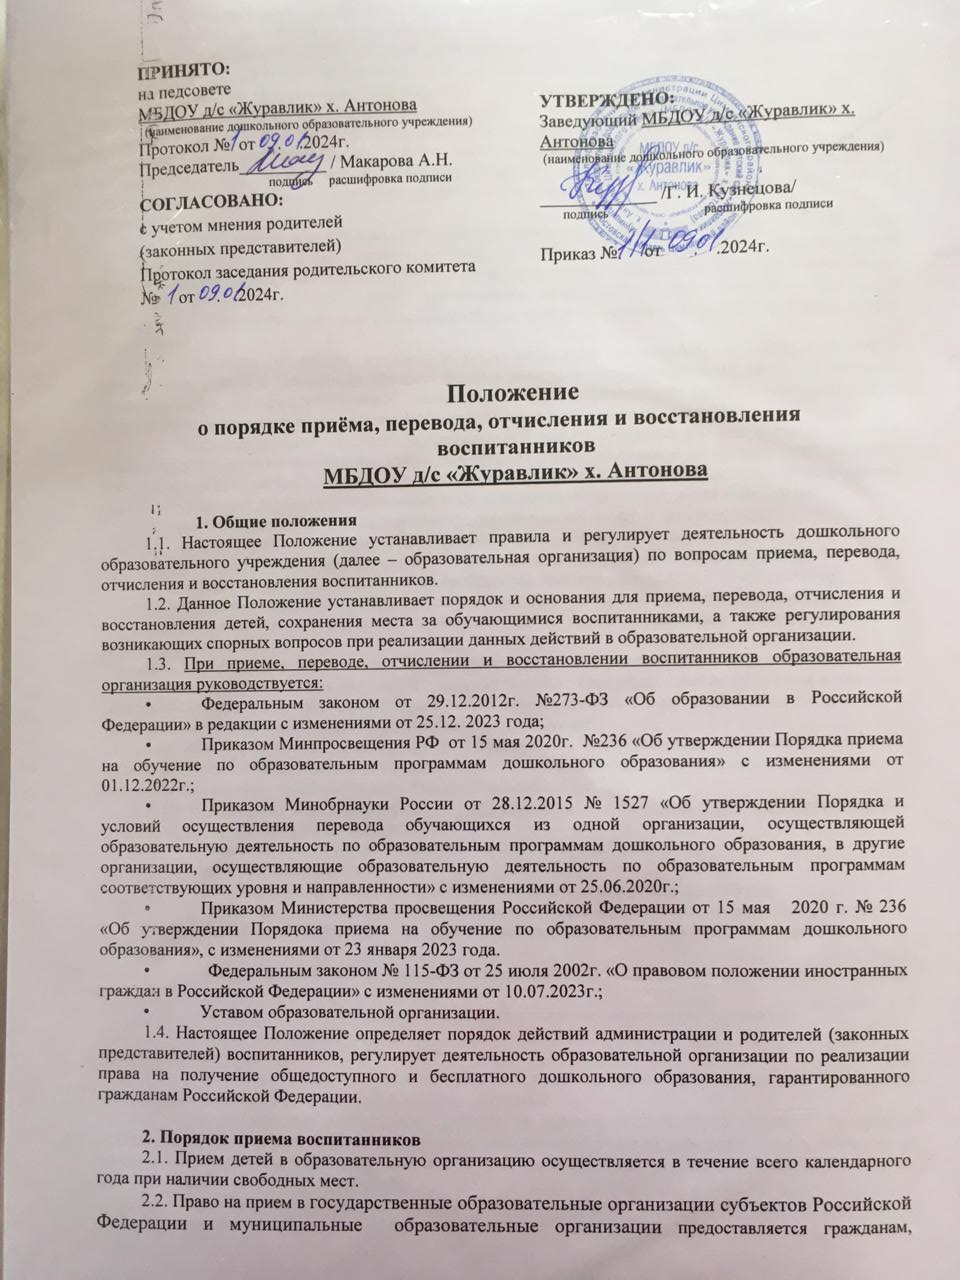 ПРИНЯТО:
на педсовете
МБДОУ д/с «Журавлик» х. Антонова
(наименование дошкольного образовательного учреждения)
Протокол №1 от 09.01.2024г.
Председатель / Макарова А.Н.
подпись расшифровка подписи
СОГЛАСОВАНО:
с учетом мнения родителей
(законных представителей)
Протокол заседания родительского комитета
№ 1 от 09.01.2024г.
УТВЕРЖДЕНО:
Заведующий МБДОУ д/с «Журавлик» х.
Антонова
(наименование дошкольного образовательного учреждения)
/Г. И. Кузнецова/
подпись расшифровка подписи
Приказ № от 09.01.2024г.
МБДОУ д/с
«Журавлик»
х. Антонова
Положение
о порядке приёма, перевода, отчисления и восстановления
воспитанников
МБДОУ д/с «Журавлик» х. Антонова
1. Общие положения
1.1. Настоящее Положение устанавливает правила и регулирует деятельность дошкольного
образовательного учреждения (далее – образовательная организация) по вопросам приема, перевода,
отчисления и восстановления воспитанников.
1.2. Данное Положение устанавливает порядок и основания для приема, перевода, отчисления и
восстановления детей, сохранения места за обучающимися воспитанниками, а также регулирования
возникающих спорных вопросов при реализации данных действий в образовательной организации.
1.3. При приеме, переводе, отчислении и восстановлении воспитанников образовательная
организация руководствуется:
• Федеральным законом от 29.12.2012г. №273-ФЗ «Об образовании в Российской
Федерации» в редакции с изменениями от 25.12. 2023 года;
• Приказом Минпросвещения РФ от 15 мая 2020г. №236 «Об утверждении Порядка приема
на обучение по образовательным программам дошкольного образования» с изменениями от
01.12.2022г.;
• Приказом Минобрнауки России от 28.12.2015 № 1527 «Об утверждении Порядка и
условий осуществления перевода обучающихся из одной организации, осуществляющей
образовательную деятельность по образовательным программам дошкольного образования, в другие
организации, осуществляющие образовательную деятельность по образовательным программам
соответствующих уровня и направленности» с изменениями от 25.06.2020г.;
• Приказом Министерства просвещения Российской Федерации от 15 мая 2020 г. № 236
«Об утверждении Порядока приема на обучение по образовательным программам дошкольного
образования», с изменениями от 23 января 2023 года.
• Федеральным законом № 115-ФЗ от 25 июля 2002г. «О правовом положении иностранных
граждан в Российской Федерации» с изменениями от 10.07.2023г.;
• Уставом образовательной организации.
1.4. Настоящее Положение определяет порядок действий администрации и родителей (законных
представителей) воспитанников, регулирует деятельность образовательной организации по реализации
права на получение общедоступного и бесплатного дошкольного образования, гарантированного
гражданам Российской Федерации.
2. Порядок приема воспитанников
2.1. Прием детей в образовательную организацию осуществляется в течение всего календарного
года при наличии свободных мест.
2.2. Право на прием в государственные образовательные организации субъектов Российской
Федерации и муниципальные образовательные организации предоставляется гражданам,